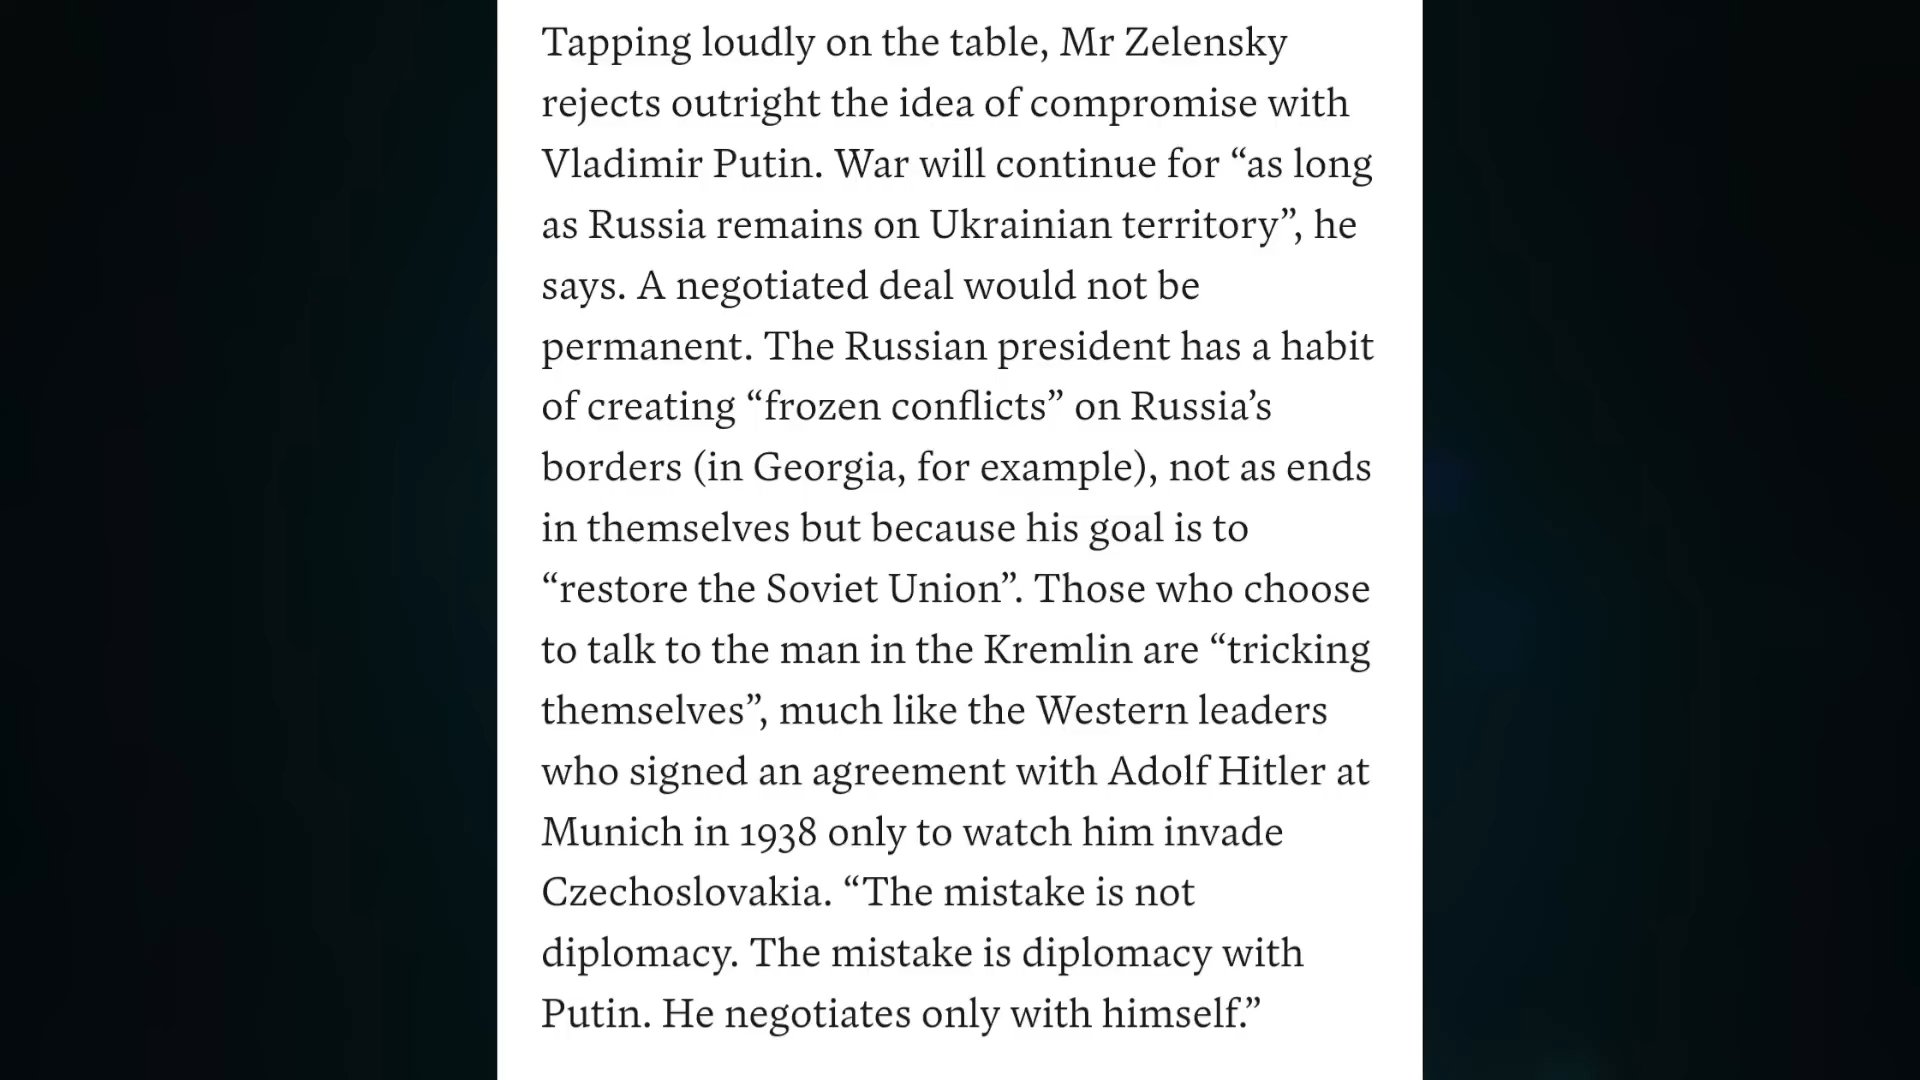 Tapping loudly on the table, Mr Zelensky
rejects outright the idea of compromise with
Vladimir Putin. War will continue for “as long
as Russia remains on Ukrainian territory”, he
says. A negotiated deal would not be
permanent. The Russian president has a habit
of creating “frozen conflicts” on Russia’s
borders (in Georgia, for example), not as ends
in themselves but because his goal is to
“restore the Soviet Union”. Those who choose
to talk to the man in the Kremlin are “tricking
themselves”, much like the Western leaders
who signed an agreement with Adolf Hitler at
Munich in 1938 only to watch him invade
Czechoslovakia. “The mistake is not
diplomacy. The mistake is diplomacy with
Putin. He negotiates only with himself.”